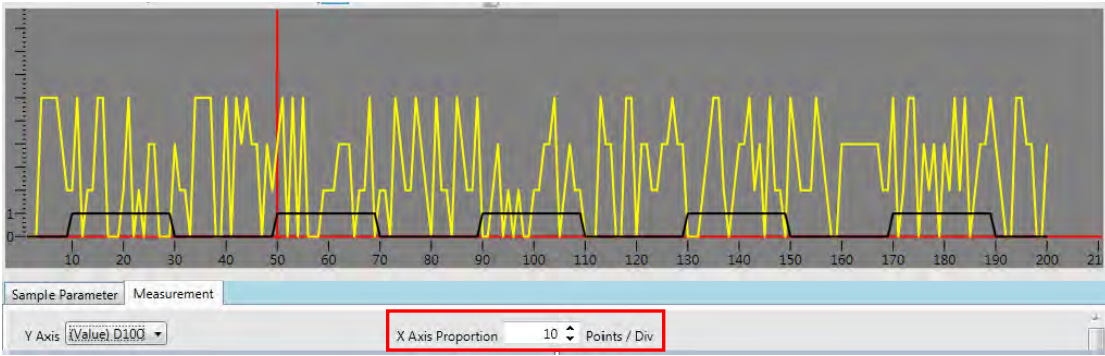 1
0
10 20 30 40 50 60 70 80 90 100 110 120 130 140 150 160 170 180 190 200 21
Sample Parameter Measurement
Y Axis (Value) D100 X Axis Proportion 10 Points / Div